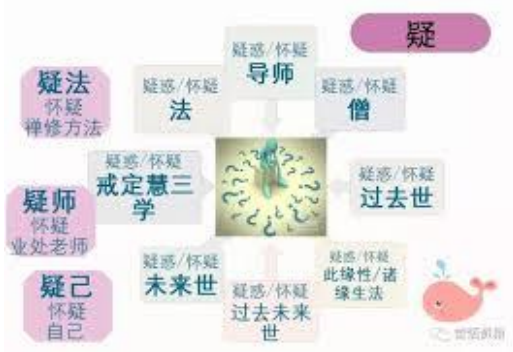 疑
疑法
怀疑
禅修方法
疑师
怀疑
业处老师
疑己
怀疑
自己
疑惑/怀疑
导师
疑惑/怀疑
法
疑惑/怀疑
僧
疑惑/怀疑
戒定慧三
学
疑惑/怀疑
过去世
疑惑/怀疑
未来世
疑惑/怀疑
过去未来
世
疑惑/怀疑
此缘性/诸
缘生法